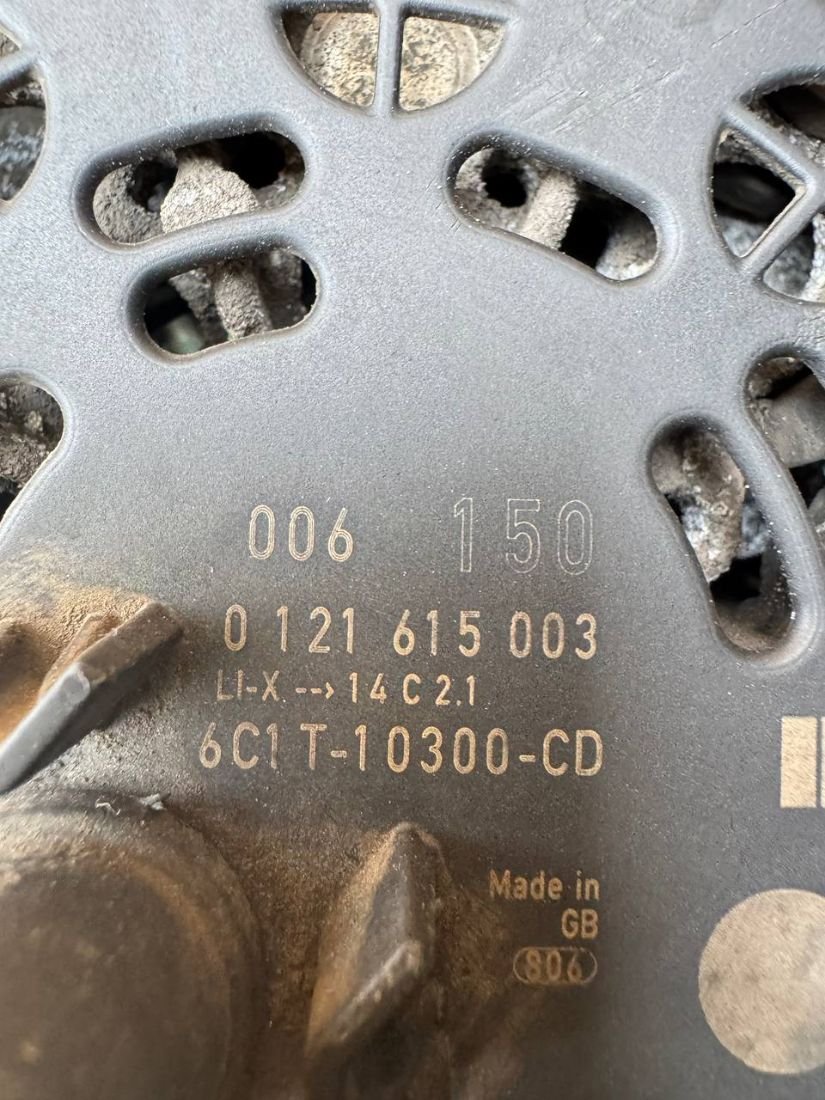 006 150
0 121 615 003
LI-X --> 14 C 2.1
6C1T-10300-CD
Made in
GB
806